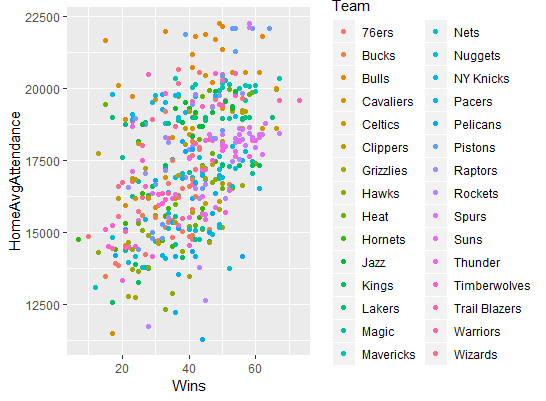 Team
22500
20000
17500
15000
12500
HomeAvgAttendance
20
40
60
Wins
76ers
Bucks
Bulls
Cavaliers
Celtics
Clippers
Grizzlies
Hawks
Heat
Hornets
Jazz
Kings
Lakers
Magic
Mavericks
Nets
Nuggets
NY Knicks
Pacers
Pelicans
Pistons
Raptors
Rockets
Spurs
Suns
Thunder
Timberwolves
Trail Blazers
Warriors
Wizards